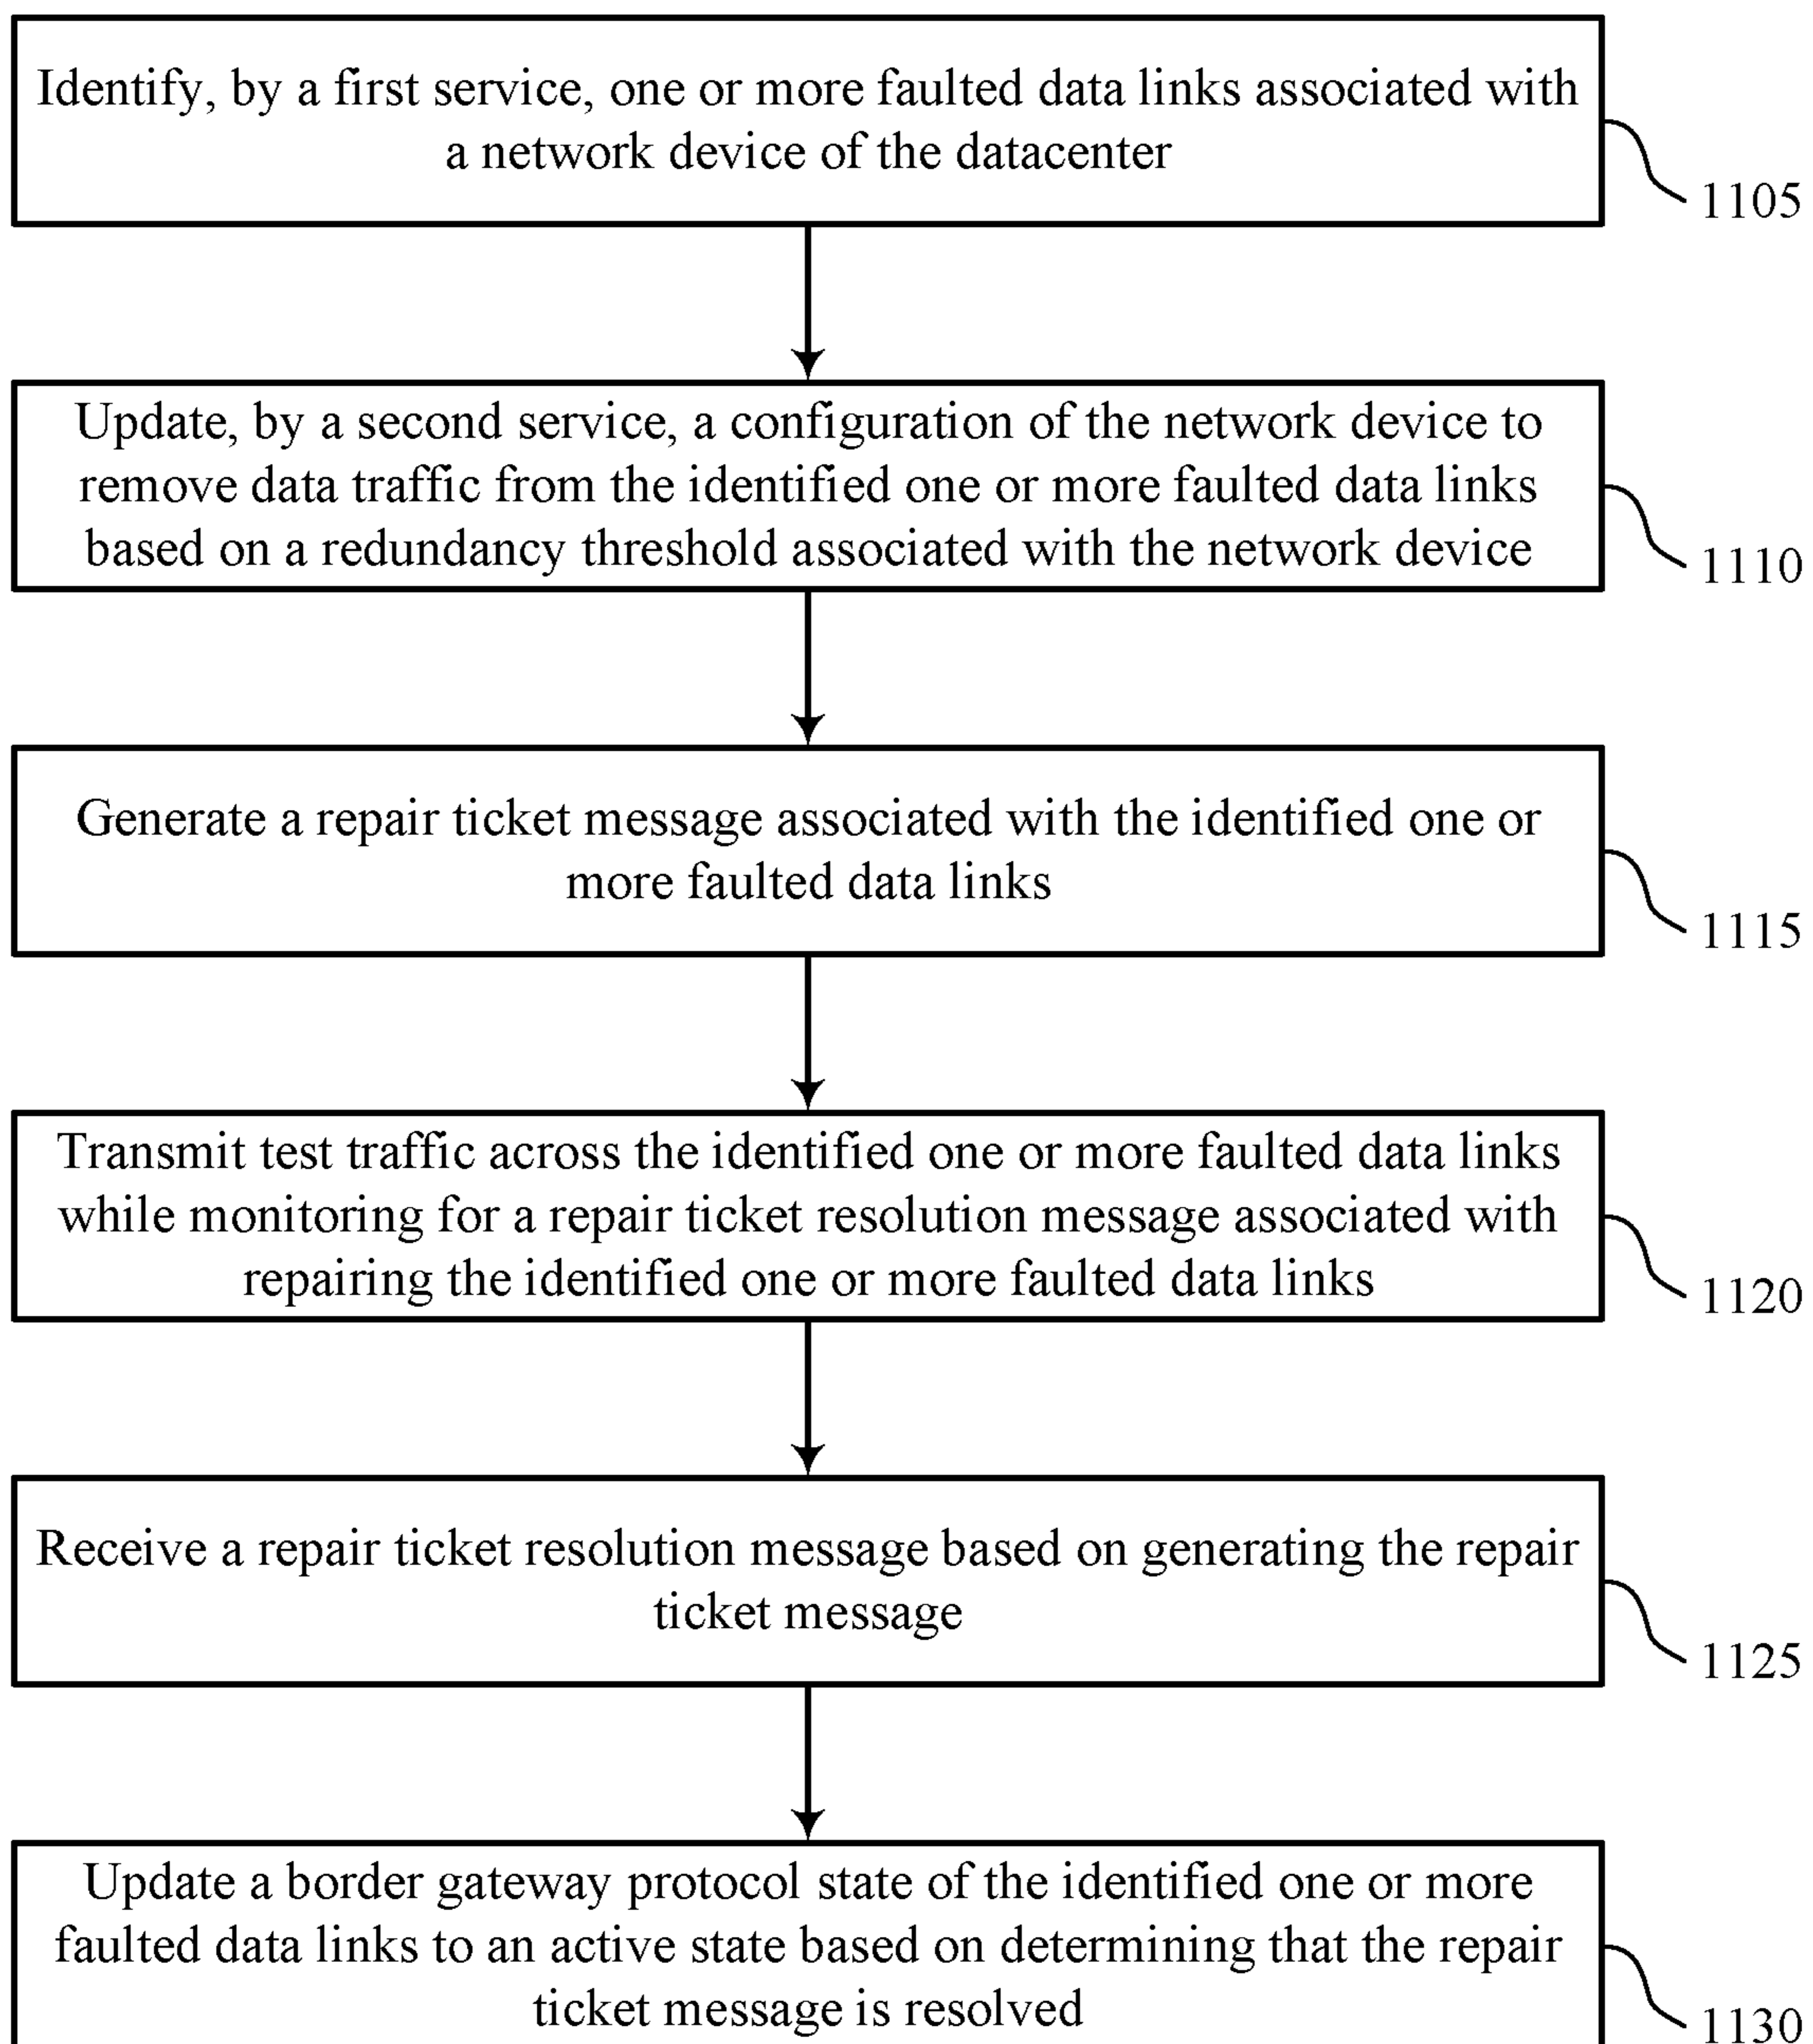 Identify, by a first service, one or more faulted data links associated with
a network device of the datacenter
1105
Update, by a second service, a configuration of the network device to
remove data traffic from the identified one or more faulted data links
based on a redundancy threshold associated with the network device
1110
Generate a repair ticket message associated with the identified one or
more faulted data links
1115
Transmit test traffic across the identified one or more faulted data links
while monitoring for a repair ticket resolution message associated with
repairing the identified one or more faulted data links
1120
Receive a repair ticket resolution message based on generating the repair
ticket message
1125
Update a border gateway protocol state of the identified one or more
faulted data links to an active state based on determining that the repair
ticket message is resolved
1130